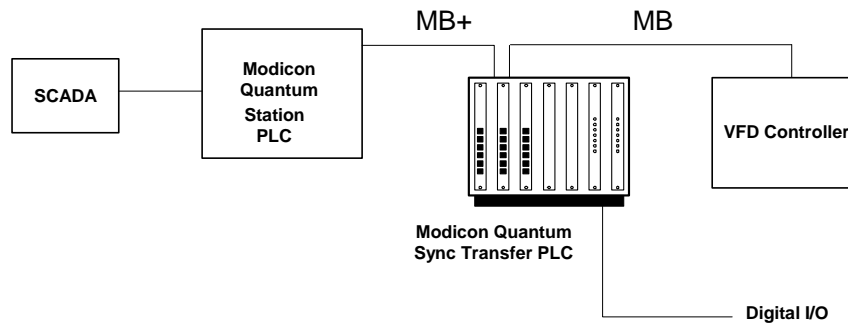 MB+
MB
SCADA
Modicon
Quantum
Station
PLC
VFD Controller
Modicon Quantum
Sync Transfer PLC
Digital I/O